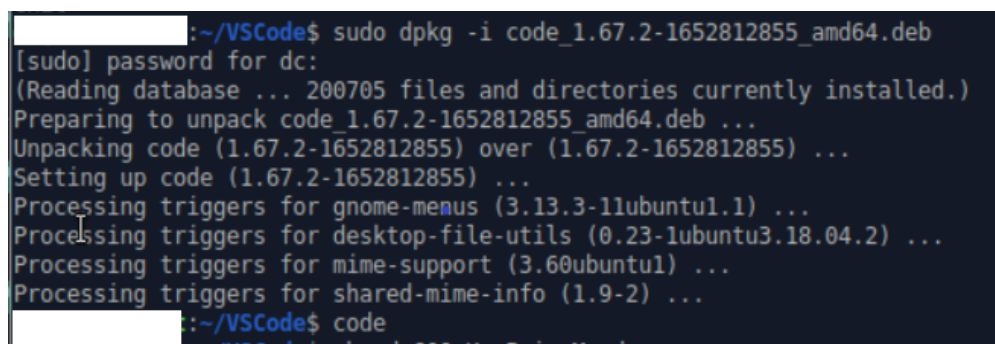 :~/VSCode$ sudo dpkg -i code_1.67.2-1652812855_amd64.deb
[sudo] password for dc:
(Reading database ... 200705 files and directories currently installed.)
Preparing to unpack code_1.67.2-1652812855_amd64.deb ...
Unpacking code (1.67.2-1652812855) over (1.67.2-1652812855) ...
Setting up code (1.67.2-1652812855) ...
Processing triggers for gnome-menus (3.13.3-11ubuntu1.1) ...
Processing triggers for desktop-file-utils (0.23-1ubuntu3.18.04.2) ...
Processing triggers for mime-support (3.60ubuntu1) ...
Processing triggers for shared-mime-info (1.9-2) ...
:~/VSCode$ code